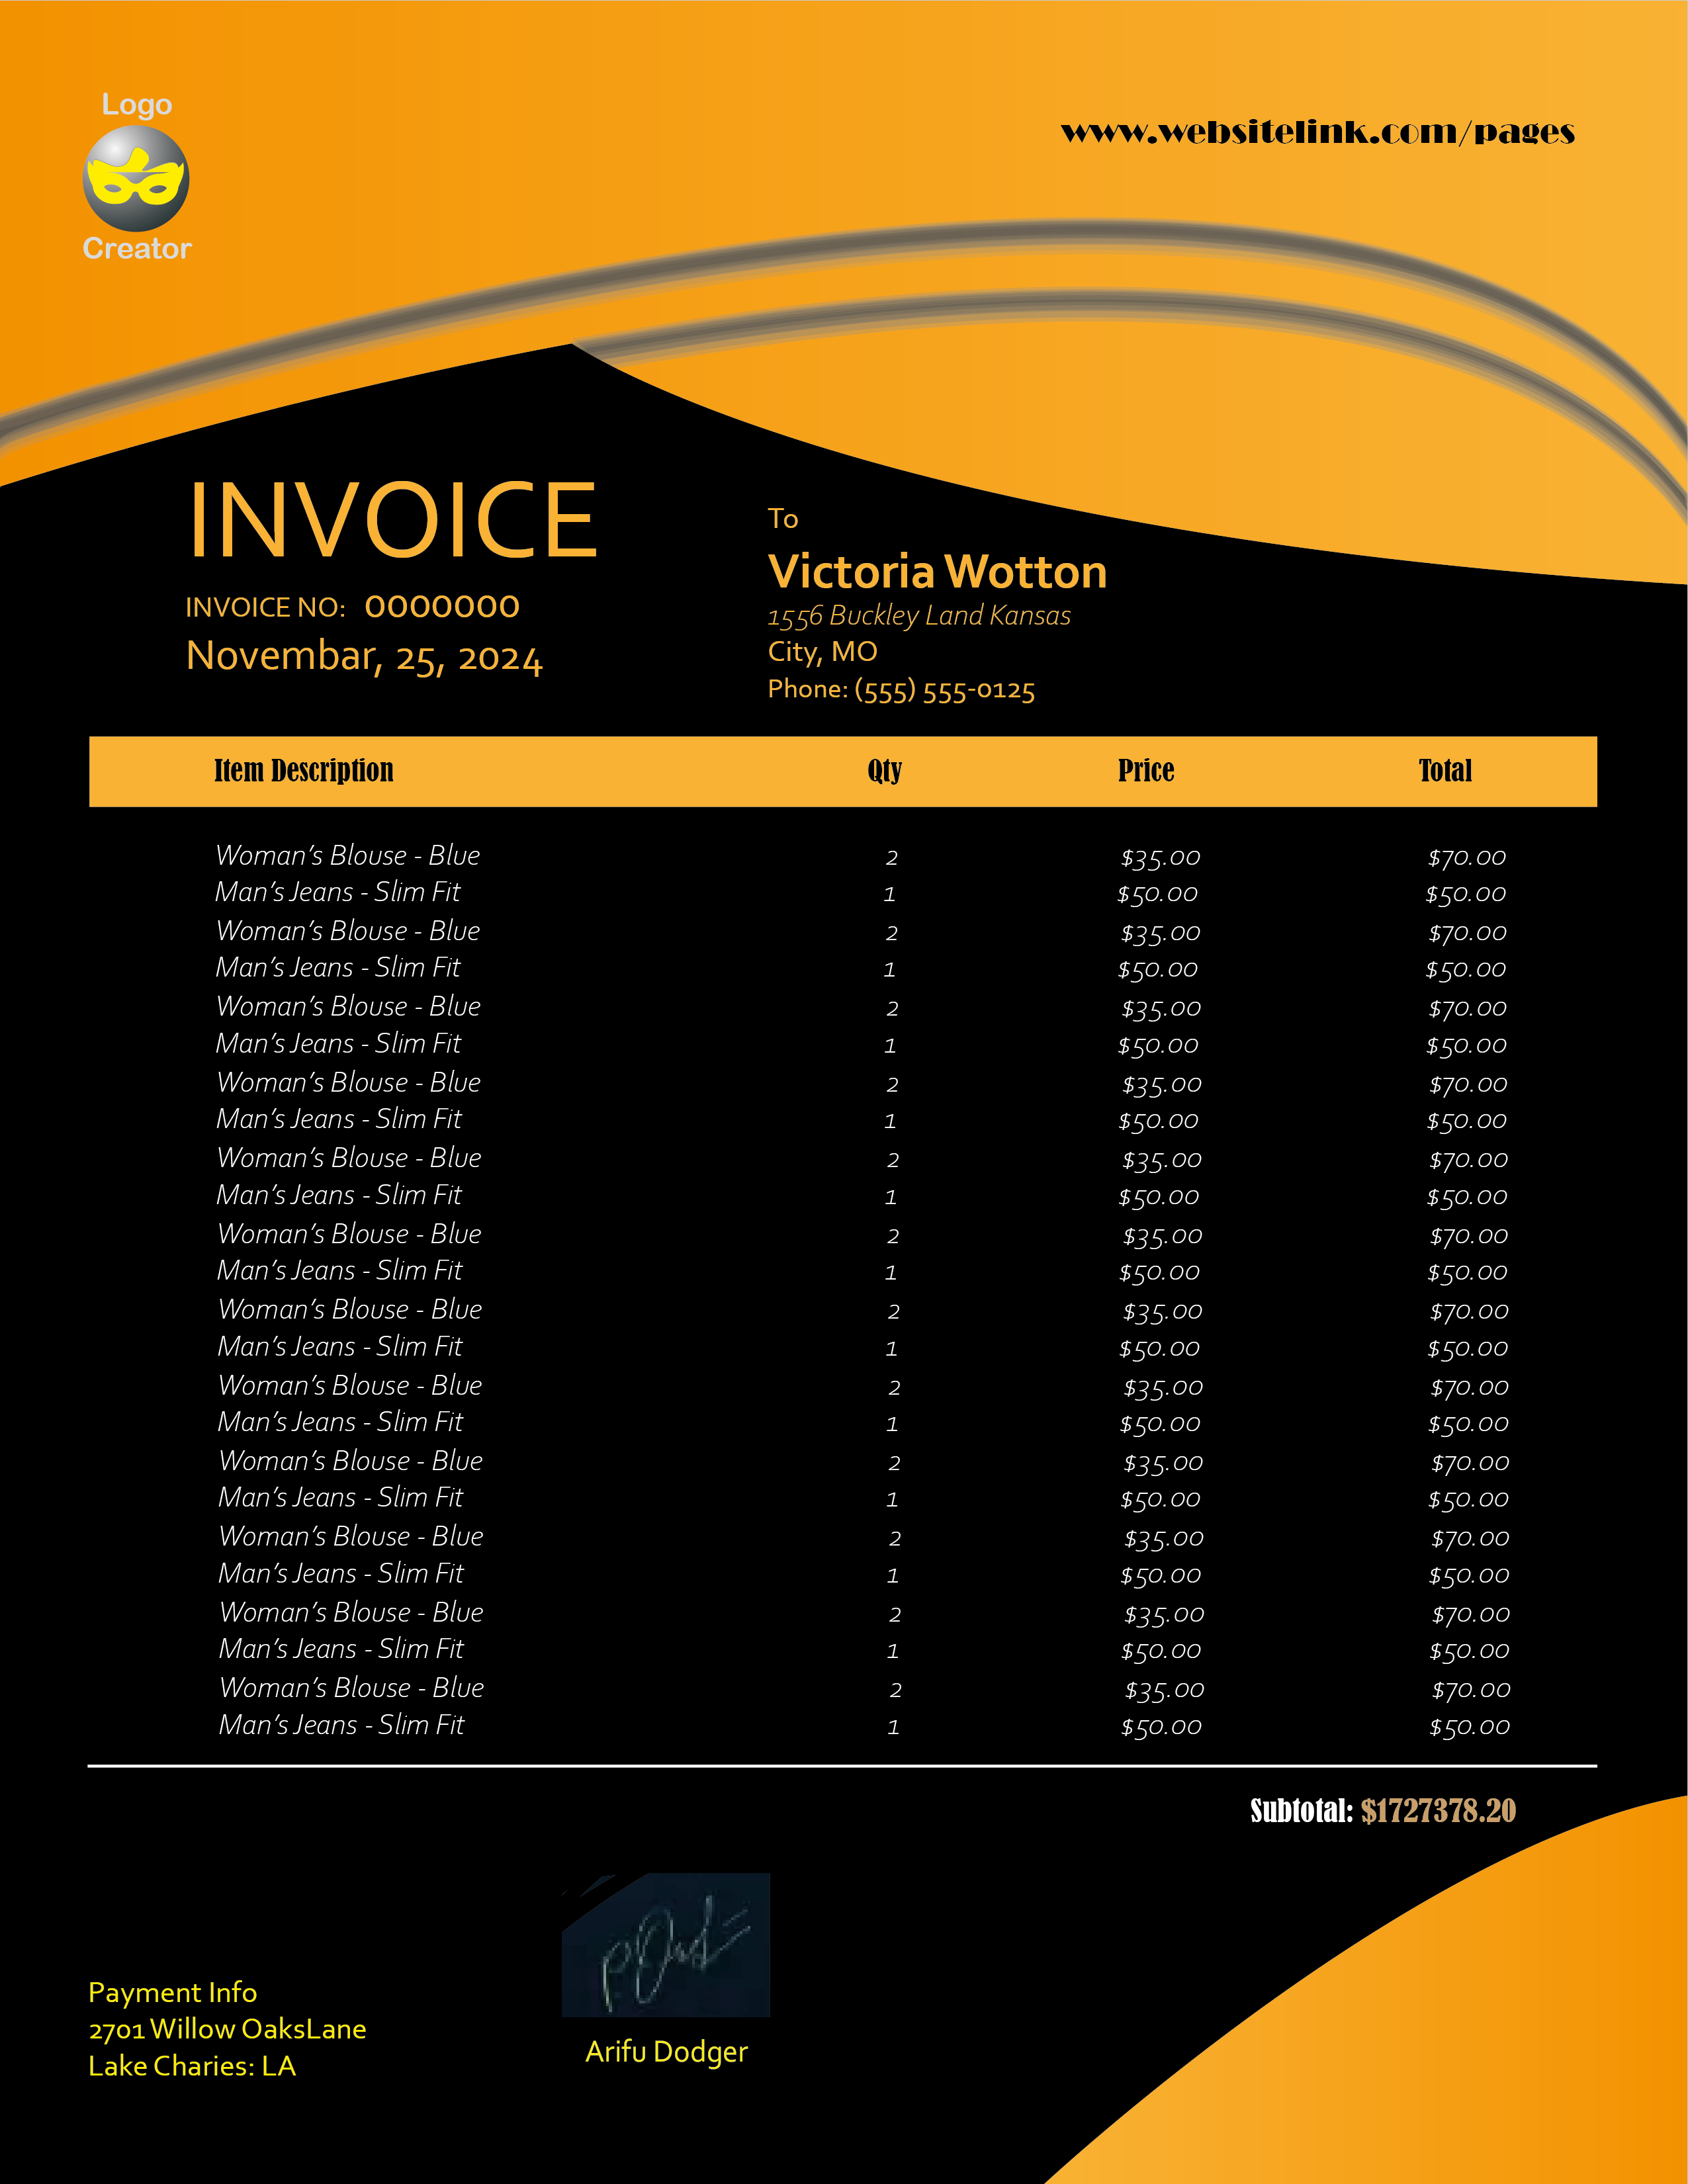 Logo
Creator
www.websitelink.com/pages
INVOICE
INVOICE NO: 0000000
Novembar, 25, 2024
To
Victoria Wotton
1556 Buckley Land Kansas
City, MO
Phone: (555) 555-0125
Item Description Qty Price Total
Woman’s Blouse - Blue 2 $35.00 $70.00
Man’s Jeans - Slim Fit 1 $50.00 $50.00
Woman’s Blouse - Blue 2 $35.00 $70.00
Man’s Jeans - Slim Fit 1 $50.00 $50.00
Woman’s Blouse - Blue 2 $35.00 $70.00
Man’s Jeans - Slim Fit 1 $50.00 $50.00
Woman’s Blouse - Blue 2 $35.00 $70.00
Man’s Jeans - Slim Fit 1 $50.00 $50.00
Woman’s Blouse - Blue 2 $35.00 $70.00
Man’s Jeans - Slim Fit 1 $50.00 $50.00
Woman’s Blouse - Blue 2 $35.00 $70.00
Man’s Jeans - Slim Fit 1 $50.00 $50.00
Woman’s Blouse - Blue 2 $35.00 $70.00
Man’s Jeans - Slim Fit 1 $50.00 $50.00
Woman’s Blouse - Blue 2 $35.00 $70.00
Man’s Jeans - Slim Fit 1 $50.00 $50.00
Woman’s Blouse - Blue 2 $35.00 $70.00
Man’s Jeans - Slim Fit 1 $50.00 $50.00
Woman’s Blouse - Blue 2 $35.00 $70.00
Man’s Jeans - Slim Fit 1 $50.00 $50.00
Woman’s Blouse - Blue 2 $35.00 $70.00
Man’s Jeans - Slim Fit 1 $50.00 $50.00
Woman’s Blouse - Blue 2 $35.00 $70.00
Man’s Jeans - Slim Fit 1 $50.00 $50.00
Subtotal: $1727378.20
Payment Info
2701 Willow OaksLane
Lake Charies: LA
Arifu Dodger